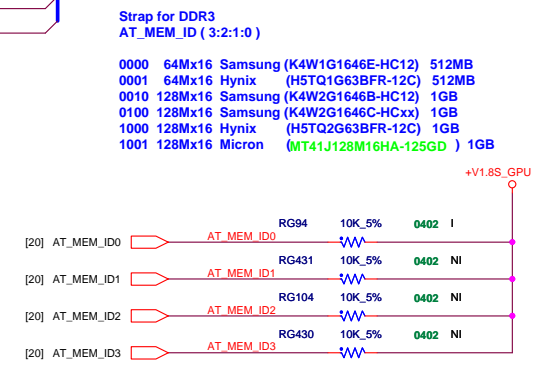 Strap for DDR3
AT_MEM_ID ( 3:2:1:0 )
0000 64Mx16 Samsung (K4W1G1646E-HC12) 512MB
0001 64Mx16 Hynix (H5TQ1G63BFR-12C) 512MB
0010 128Mx16 Samsung (K4W2G1646B-HC12) 1GB
0100 128Mx16 Samsung (K4W2G1646C-HCxx) 1GB
1000 128Mx16 Hynix (H5TQ2G63BFR-12C) 1GB
1001 128Mx16 Micron (MT41J128M16HA-125GD ) 1GB
+V1.8S_GPU
RG94 10K_5% 0402 I
[20] AT_MEM_ID0 AT_MEM_ID0
RG431 10K_5% 0402 NI
[20] AT_MEM_ID1 AT_MEM_ID1
RG104 10K_5% 0402 NI
[20] AT_MEM_ID2 AT_MEM_ID2
RG430 10K_5% 0402 NI
[20] AT_MEM_ID3 AT_MEM_ID3